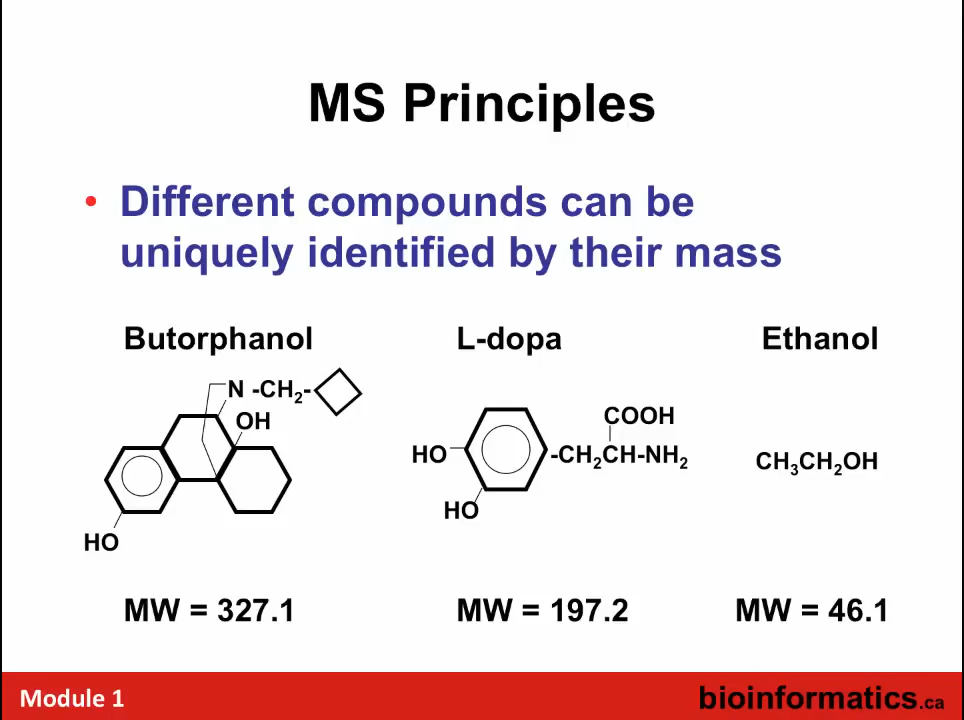 MS Principles
• Different compounds can be
uniquely identified by their mass
Butorphanol L-dopa Ethanol
N -CH₂-
OH
HO
COOH
HO -CH₂CH-NH₂
HO
CH₃CH₂OH
MW = 327.1 MW = 197.2 MW = 46.1
Module 1 bioinformatics.ca